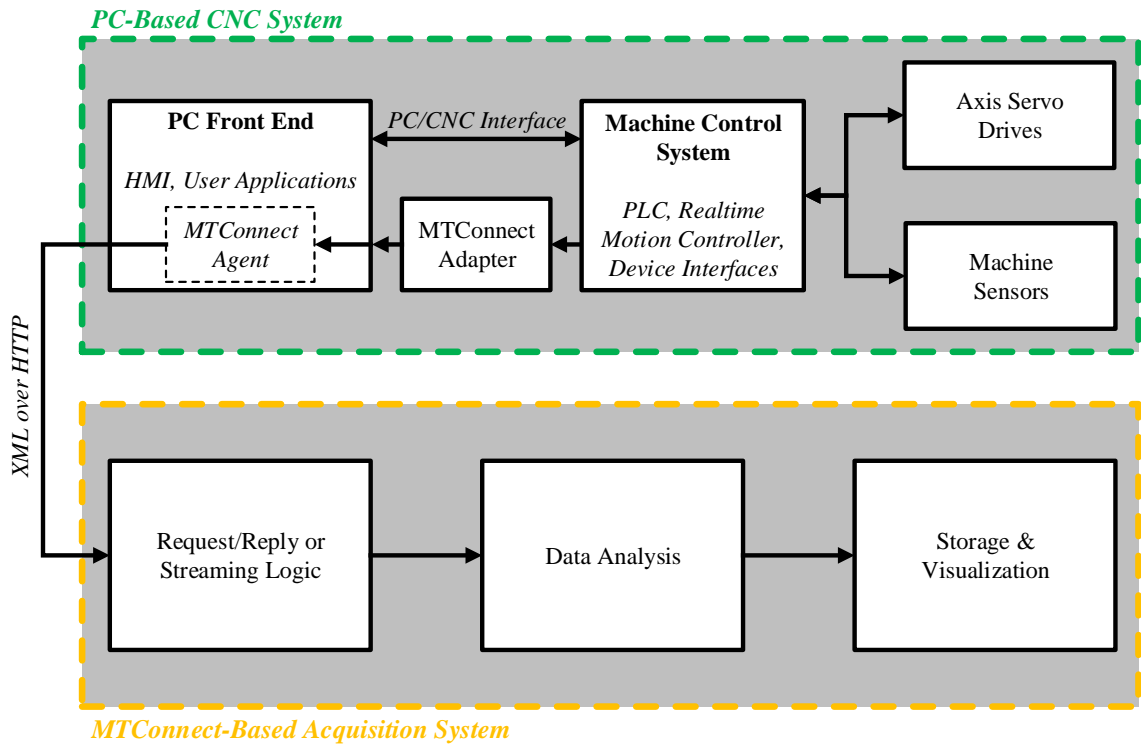 PC-Based CNC System
PC Front End
HMI, User Applications
MTConnect
Agent
PC/CNC Interface
MTConnect
Adapter
Machine Control
System
PLC, Realtime
Motion Controller,
Device Interfaces
Axis Servo
Drives
Machine
Sensors
XML over HTTP
Request/Reply or
Streaming Logic
Data Analysis
Storage &
Visualization
MTConnect-Based Acquisition System